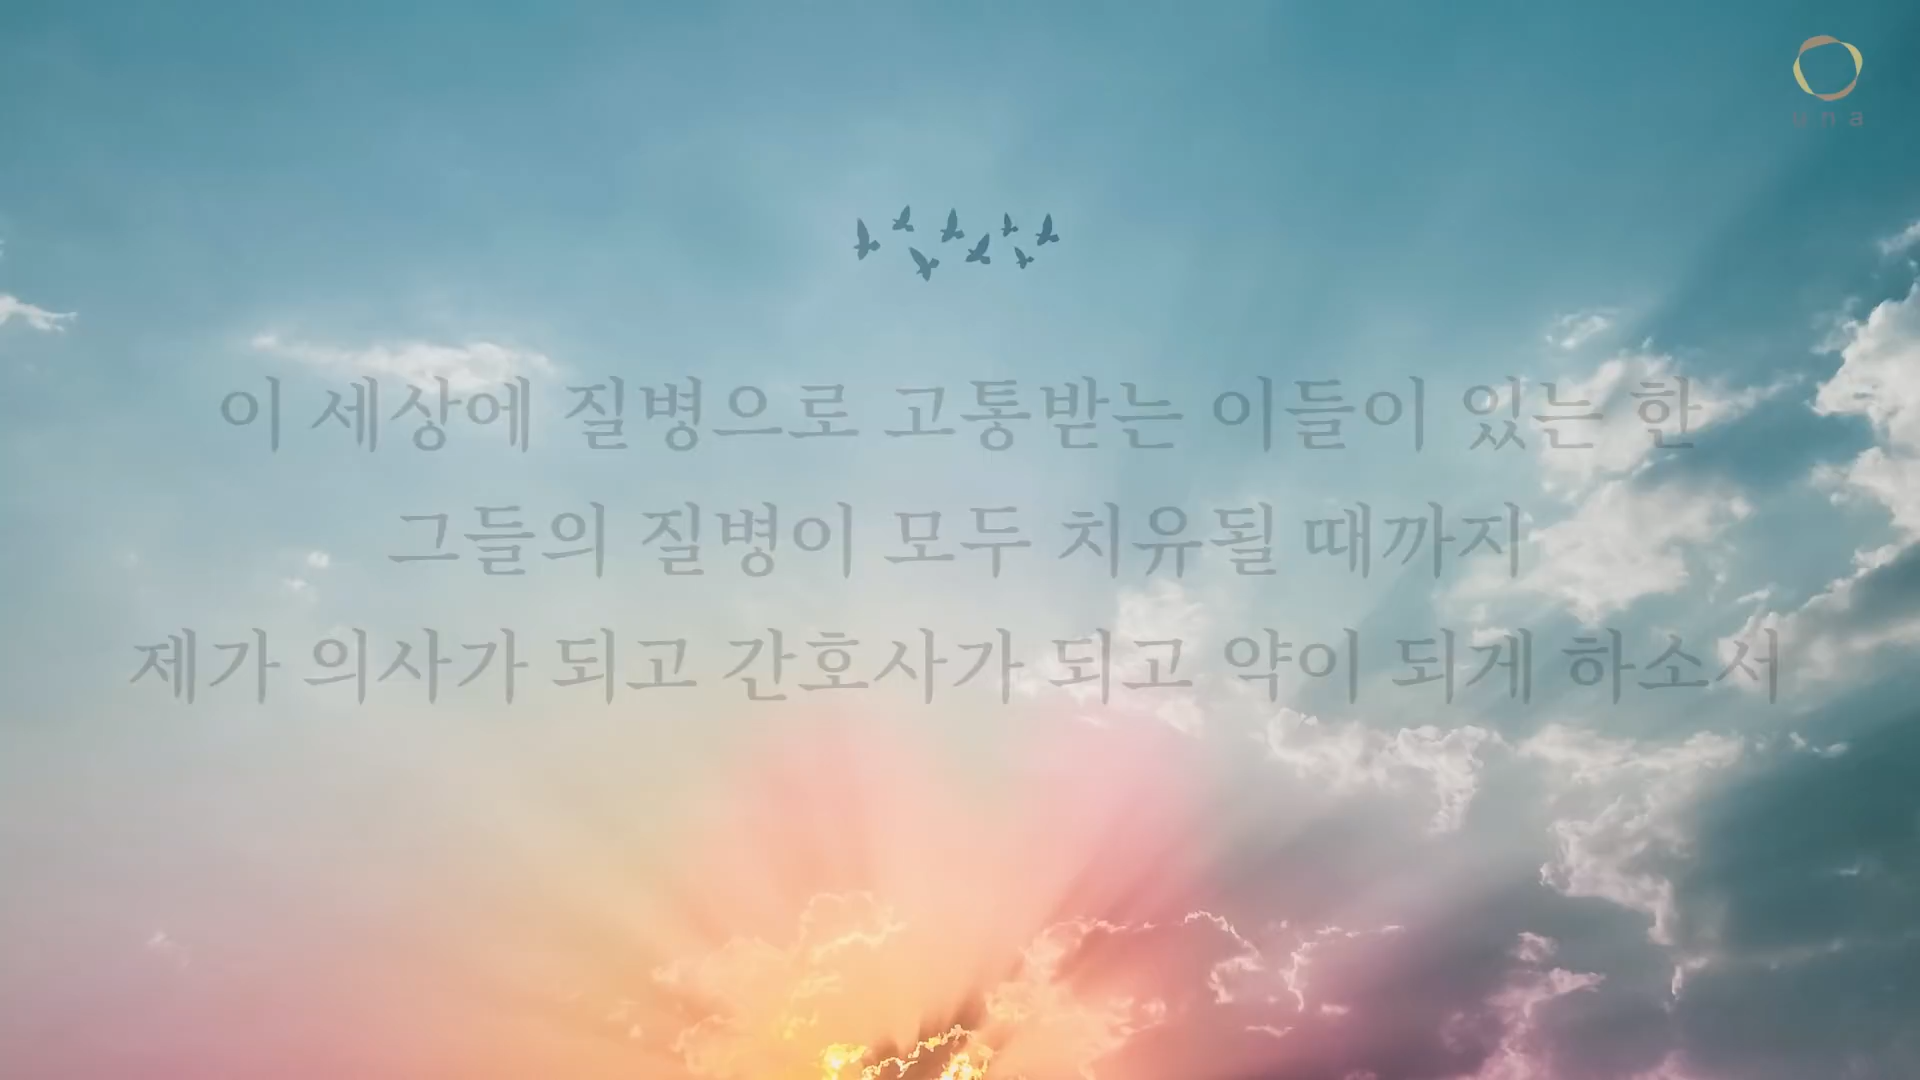 una
이 세상에 질병으로 고통받는 이들이 있는 한
그들의 질병이 모두 치유될 때까지
제가 의사가 되고 간호사가 되고 약이 되게 하소서